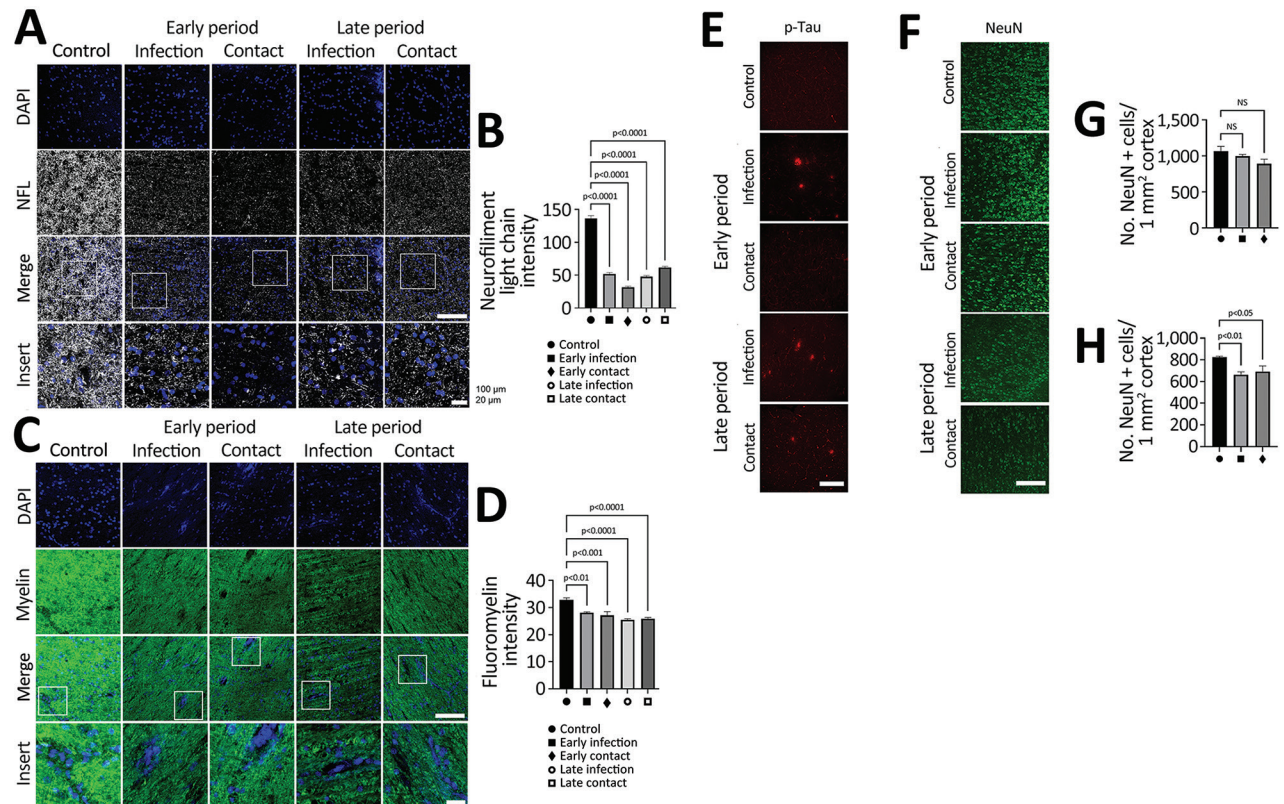 A
Early period
Late period
Control
Infection
Contact
Infection
Contact
DAPI
NFL
Merge
Insert
100 µm
20 µm
B
p<0.0001
p<0.0001
p<0.0001
p<0.0001
Neurofiliment
light chain
intensity
150
100
50
0
Control
Early infection
Early contact
Late infection
Late contact
C
Early period
Late period
Control
Infection
Contact
Infection
Contact
DAPI
Myelin
Merge
Insert
D
p<0.0001
p<0.0001
p<0.001
p<0.01
Fluoromyelin
intensity
40
30
20
10
0
Control
Early infection
Early contact
Late infection
Late contact
E
p-Tau
Control
Early period
Infection
Contact
Late period
Infection
Contact
F
NeuN
Control
Early period
Infection
Contact
Late period
Infection
Contact
G
NS
NS
No. NeuN + cells/
1 mm² cortex
1,500
1,000
500
0
H
p<0.05
p<0.01
No. NeuN + cells/
1 mm² cortex
1,000
800
600
400
200
0